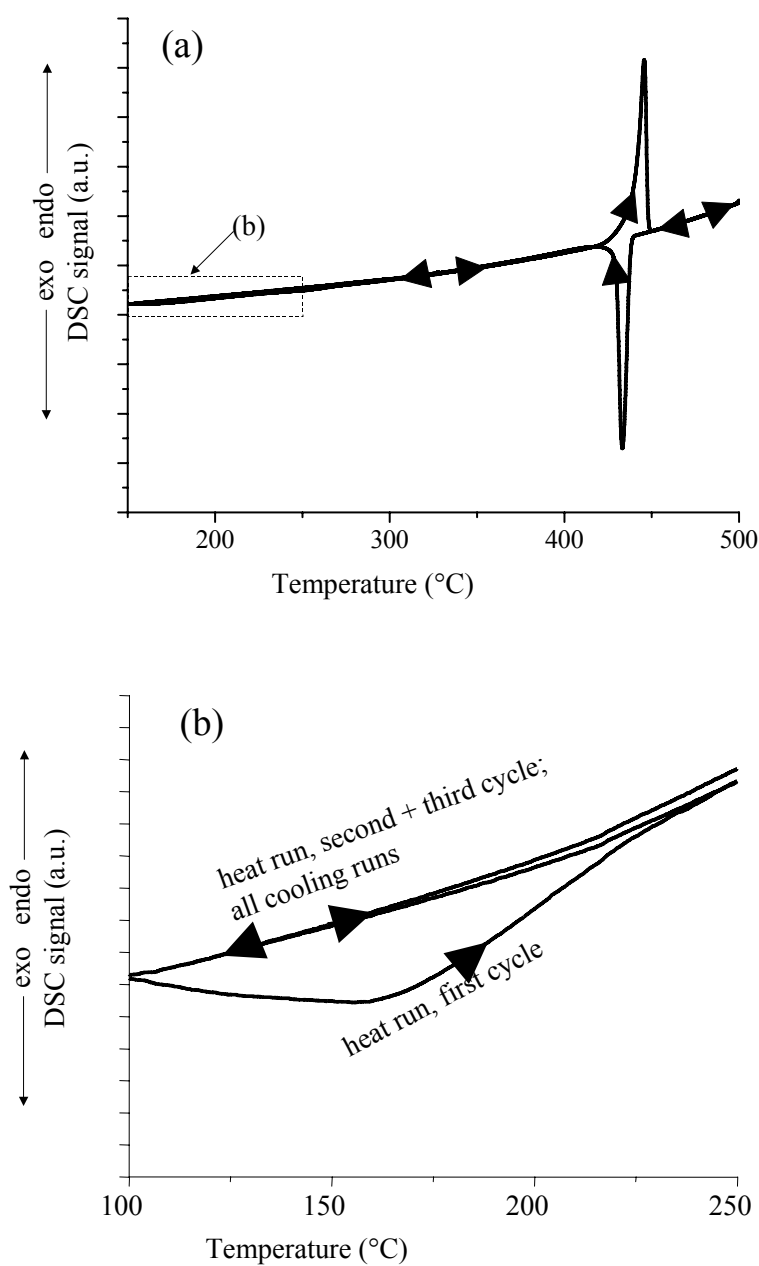 (a)
(b)
exo endo
DSC signal (a.u.)
200 300 400 500
Temperature (°C)
(b)
heat run, second + third cycle;
all cooling runs
heat run, first cycle
exo endo
DSC signal (a.u.)
100 150 200 250
Temperature (°C)